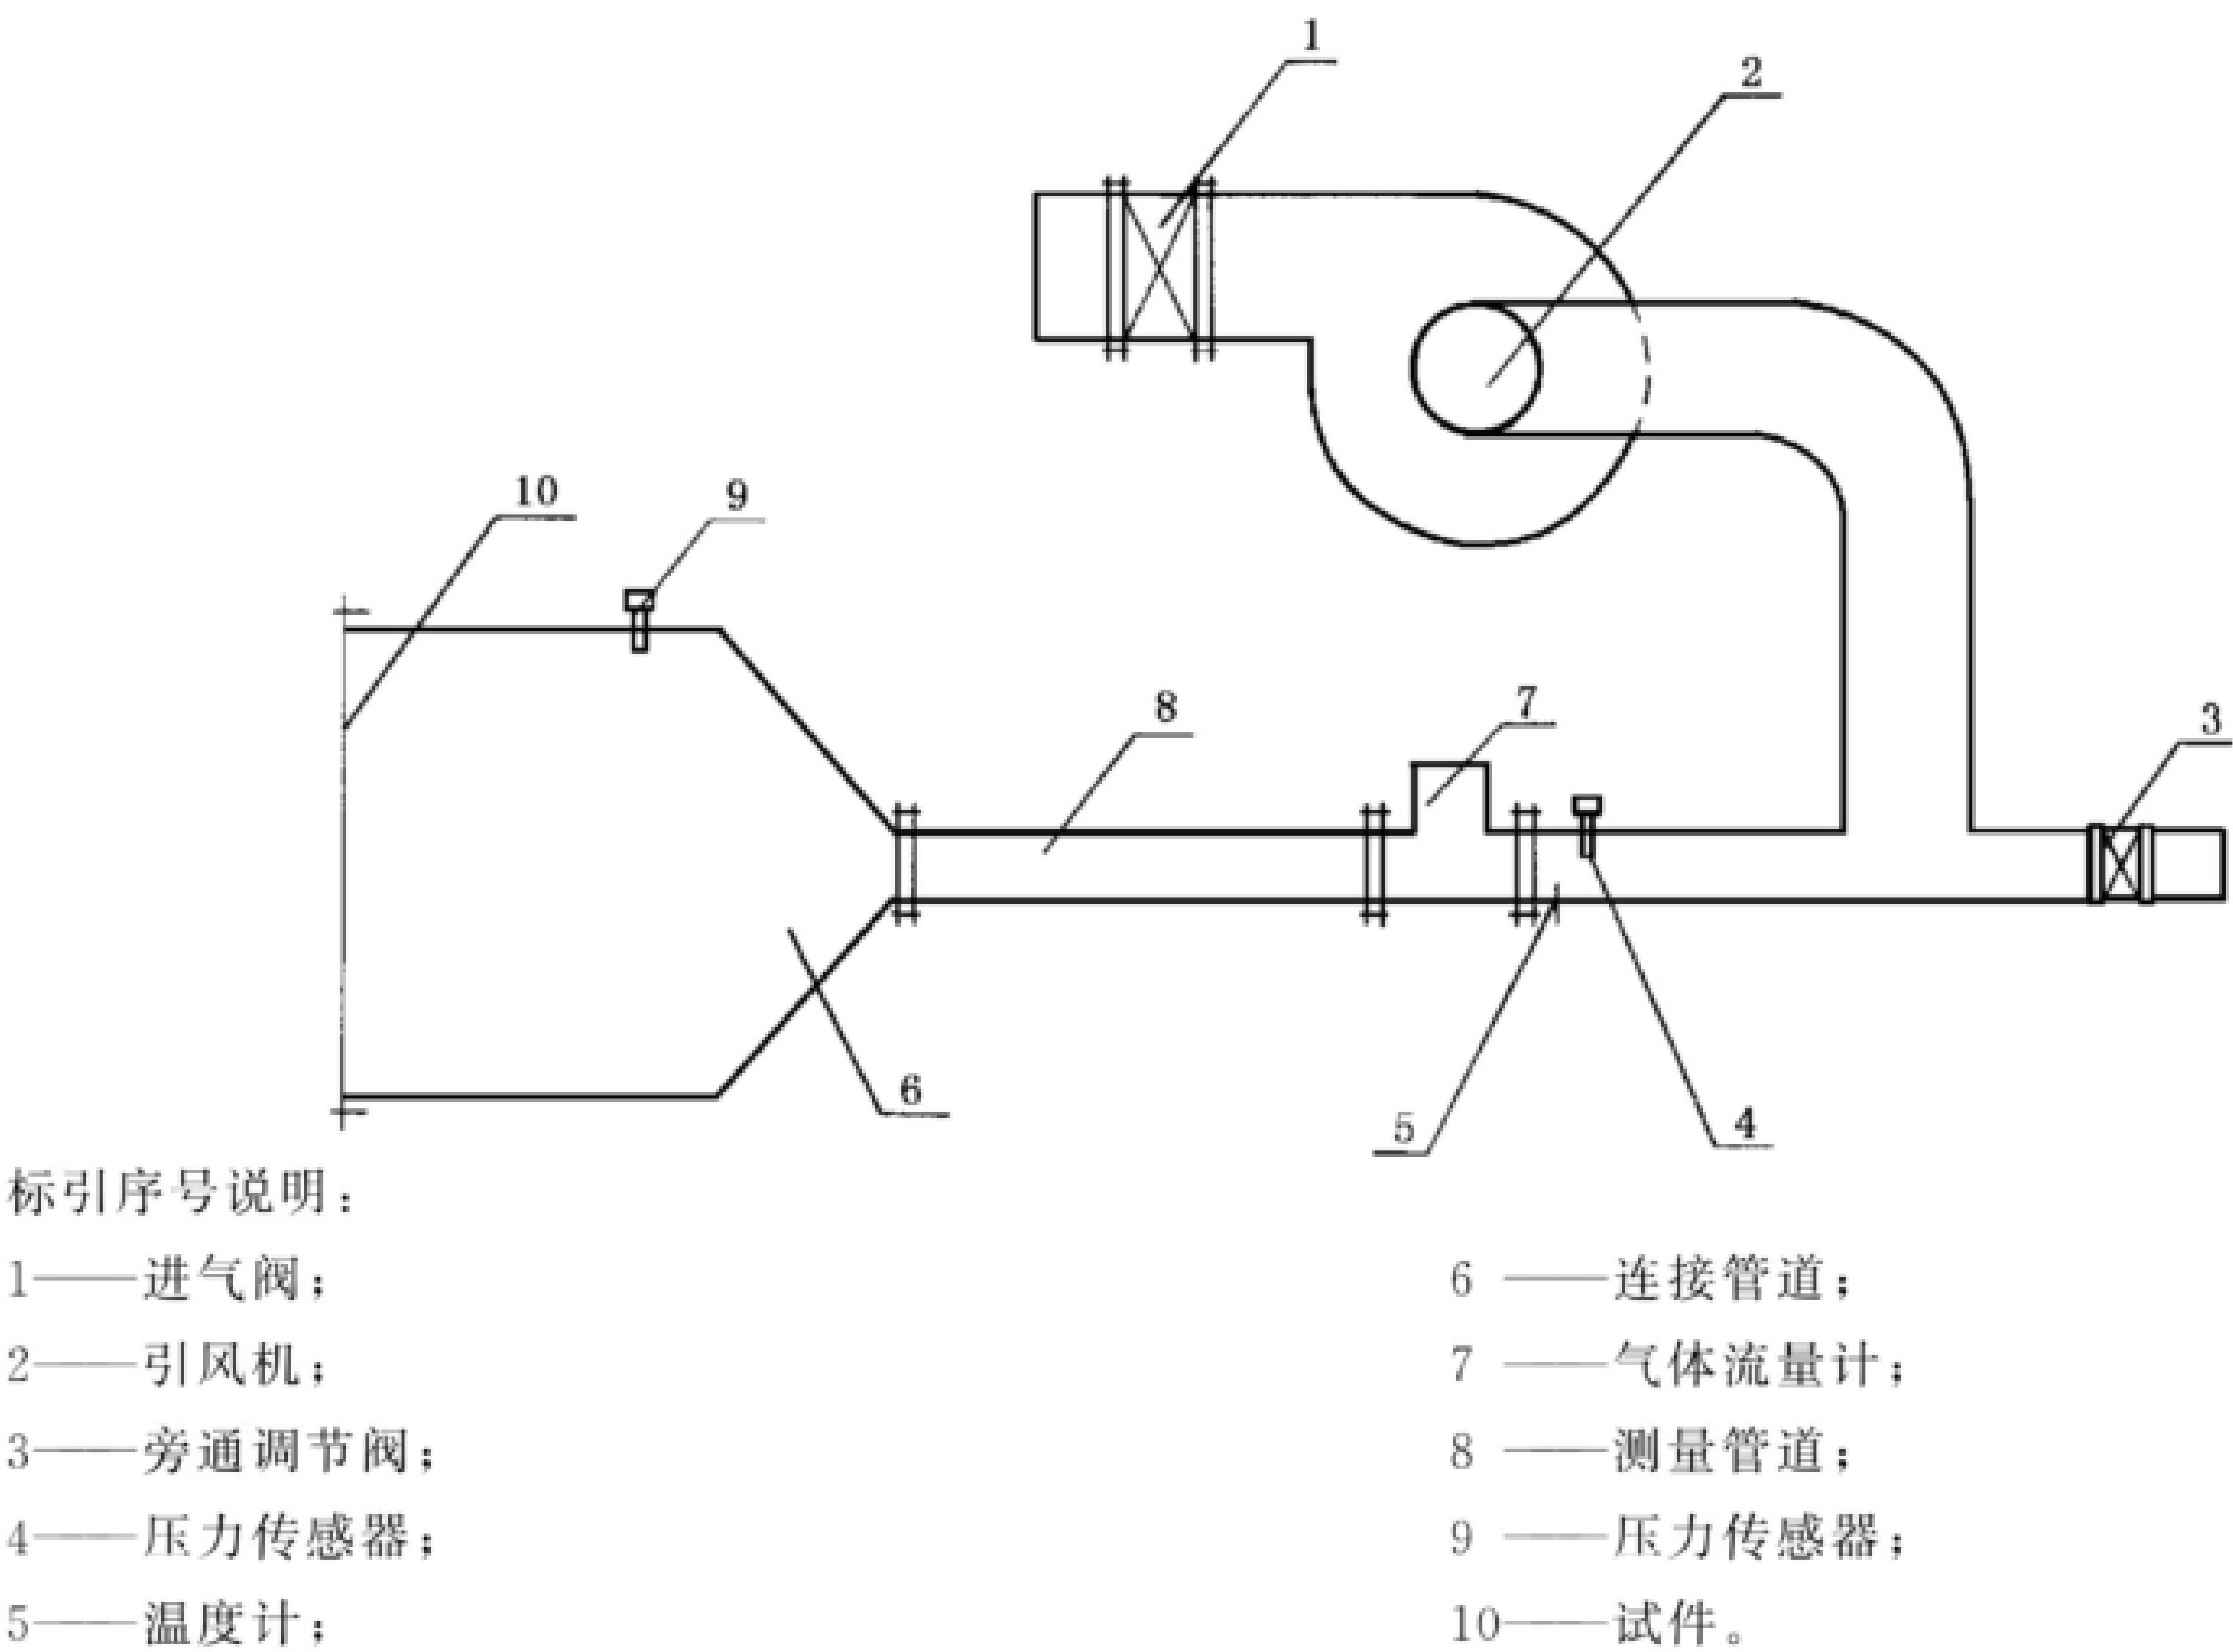 1
2
10
9
8
7
3
6
5
4
标引序号说明：
1——进气阀；
2——引风机；
3——旁通调节阀；
4——压力传感器；
5——温度计；
6 ——连接管道；
7 ——气体流量计；
8 ——测量管道；
9 ——压力传感器；
10——试件。